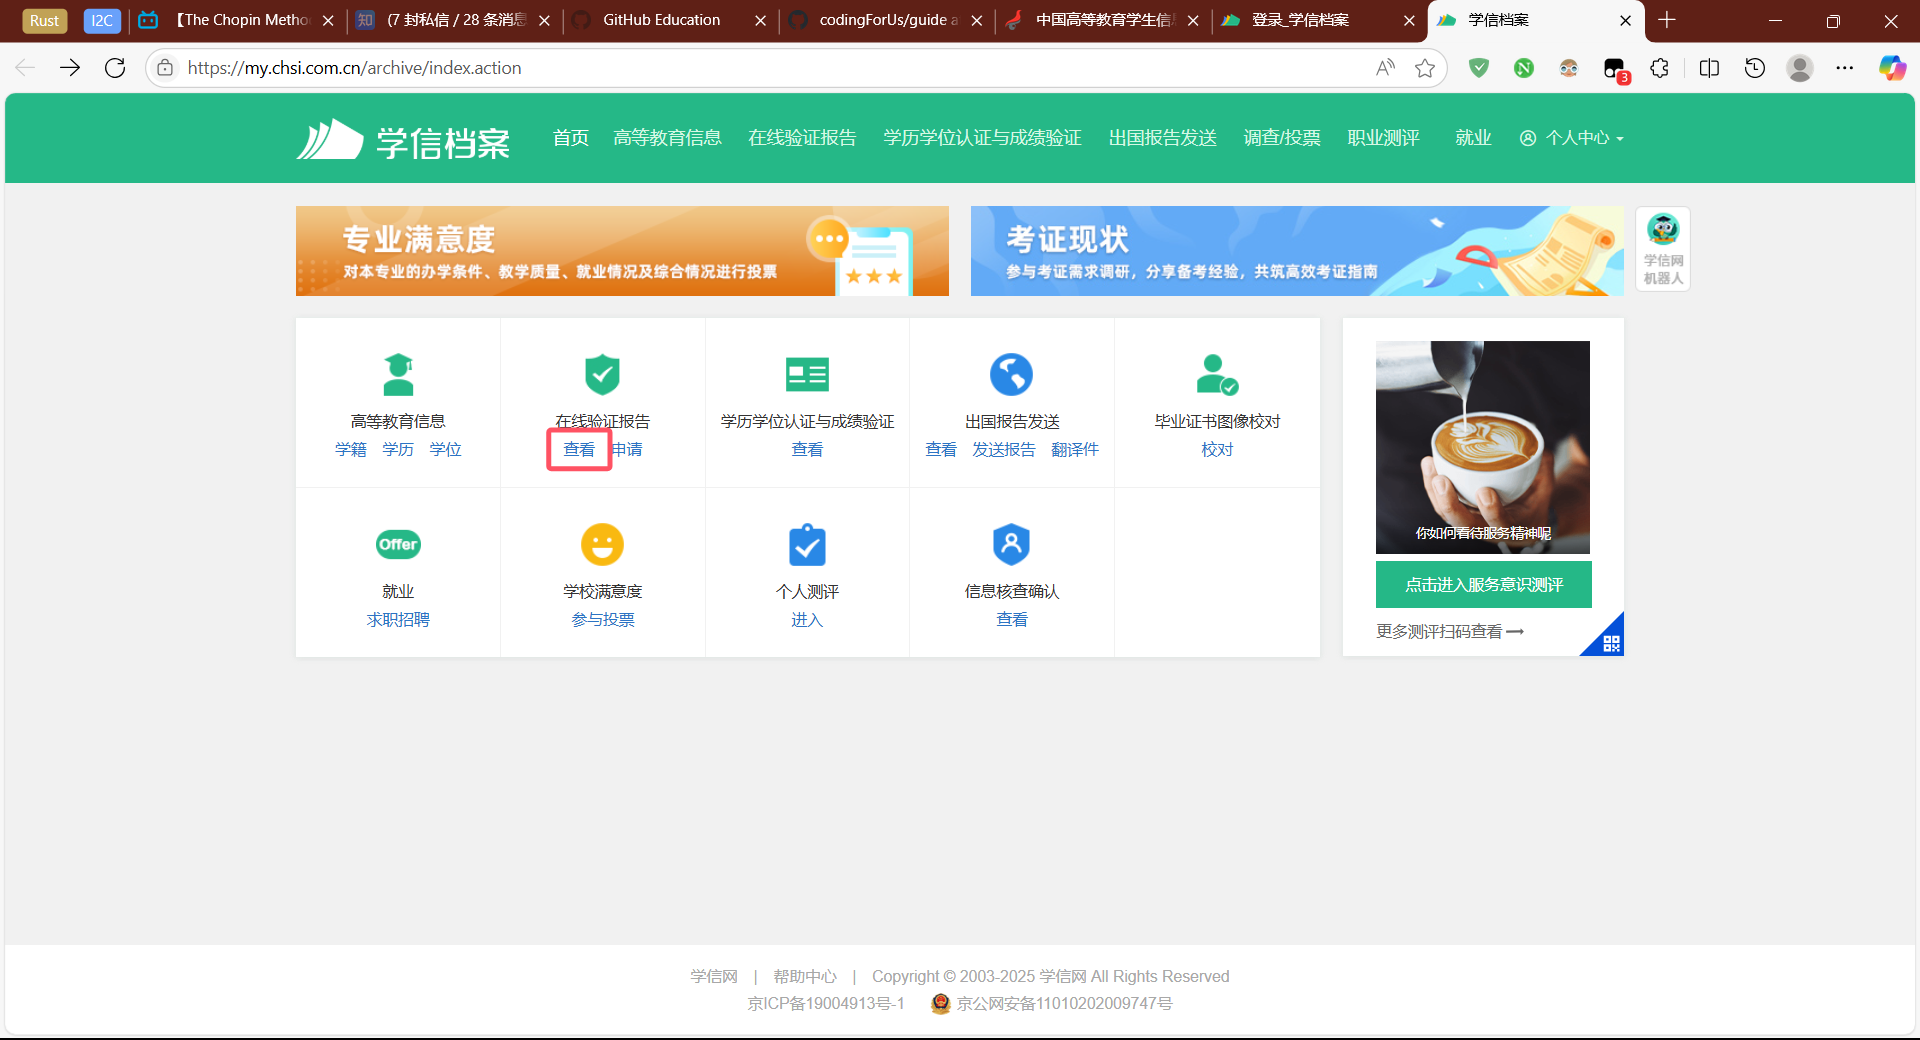 Rust
I2C
【The Chopin Metho
(7 封私信 / 28 条消息
GitHub Education
codingForUs/guide a
中国高等教育学生信
登录_学信档案
学信档案
https://my.chsi.com.cn/archive/index.action
3
学信档案
首页
高等教育信息
在线验证报告
学历学位认证与成绩验证
出国报告发送
调查/投票
职业测评
就业
个人中心
专业满意度
对本专业的办学条件、教学质量、就业情况及综合情况进行投票
考证现状
参与考证需求调研，分享备考经验，共筑高效考证指南
学信网
机器人
高等教育信息
学籍 学历 学位
在线验证报告
查看 申请
学历学位认证与成绩验证
查看
出国报告发送
查看 发送报告 翻译件
毕业证书图像校对
校对
Offer
就业
求职招聘
学校满意度
参与投票
个人测评
进入
信息核查确认
查看
你如何看待服务精神呢
点击进入服务意识测评
更多测评扫码查看
学信网 | 帮助中心 | Copyright © 2003-2025 学信网 All Rights Reserved
京ICP备19004913号-1 京公网安备11010202009747号